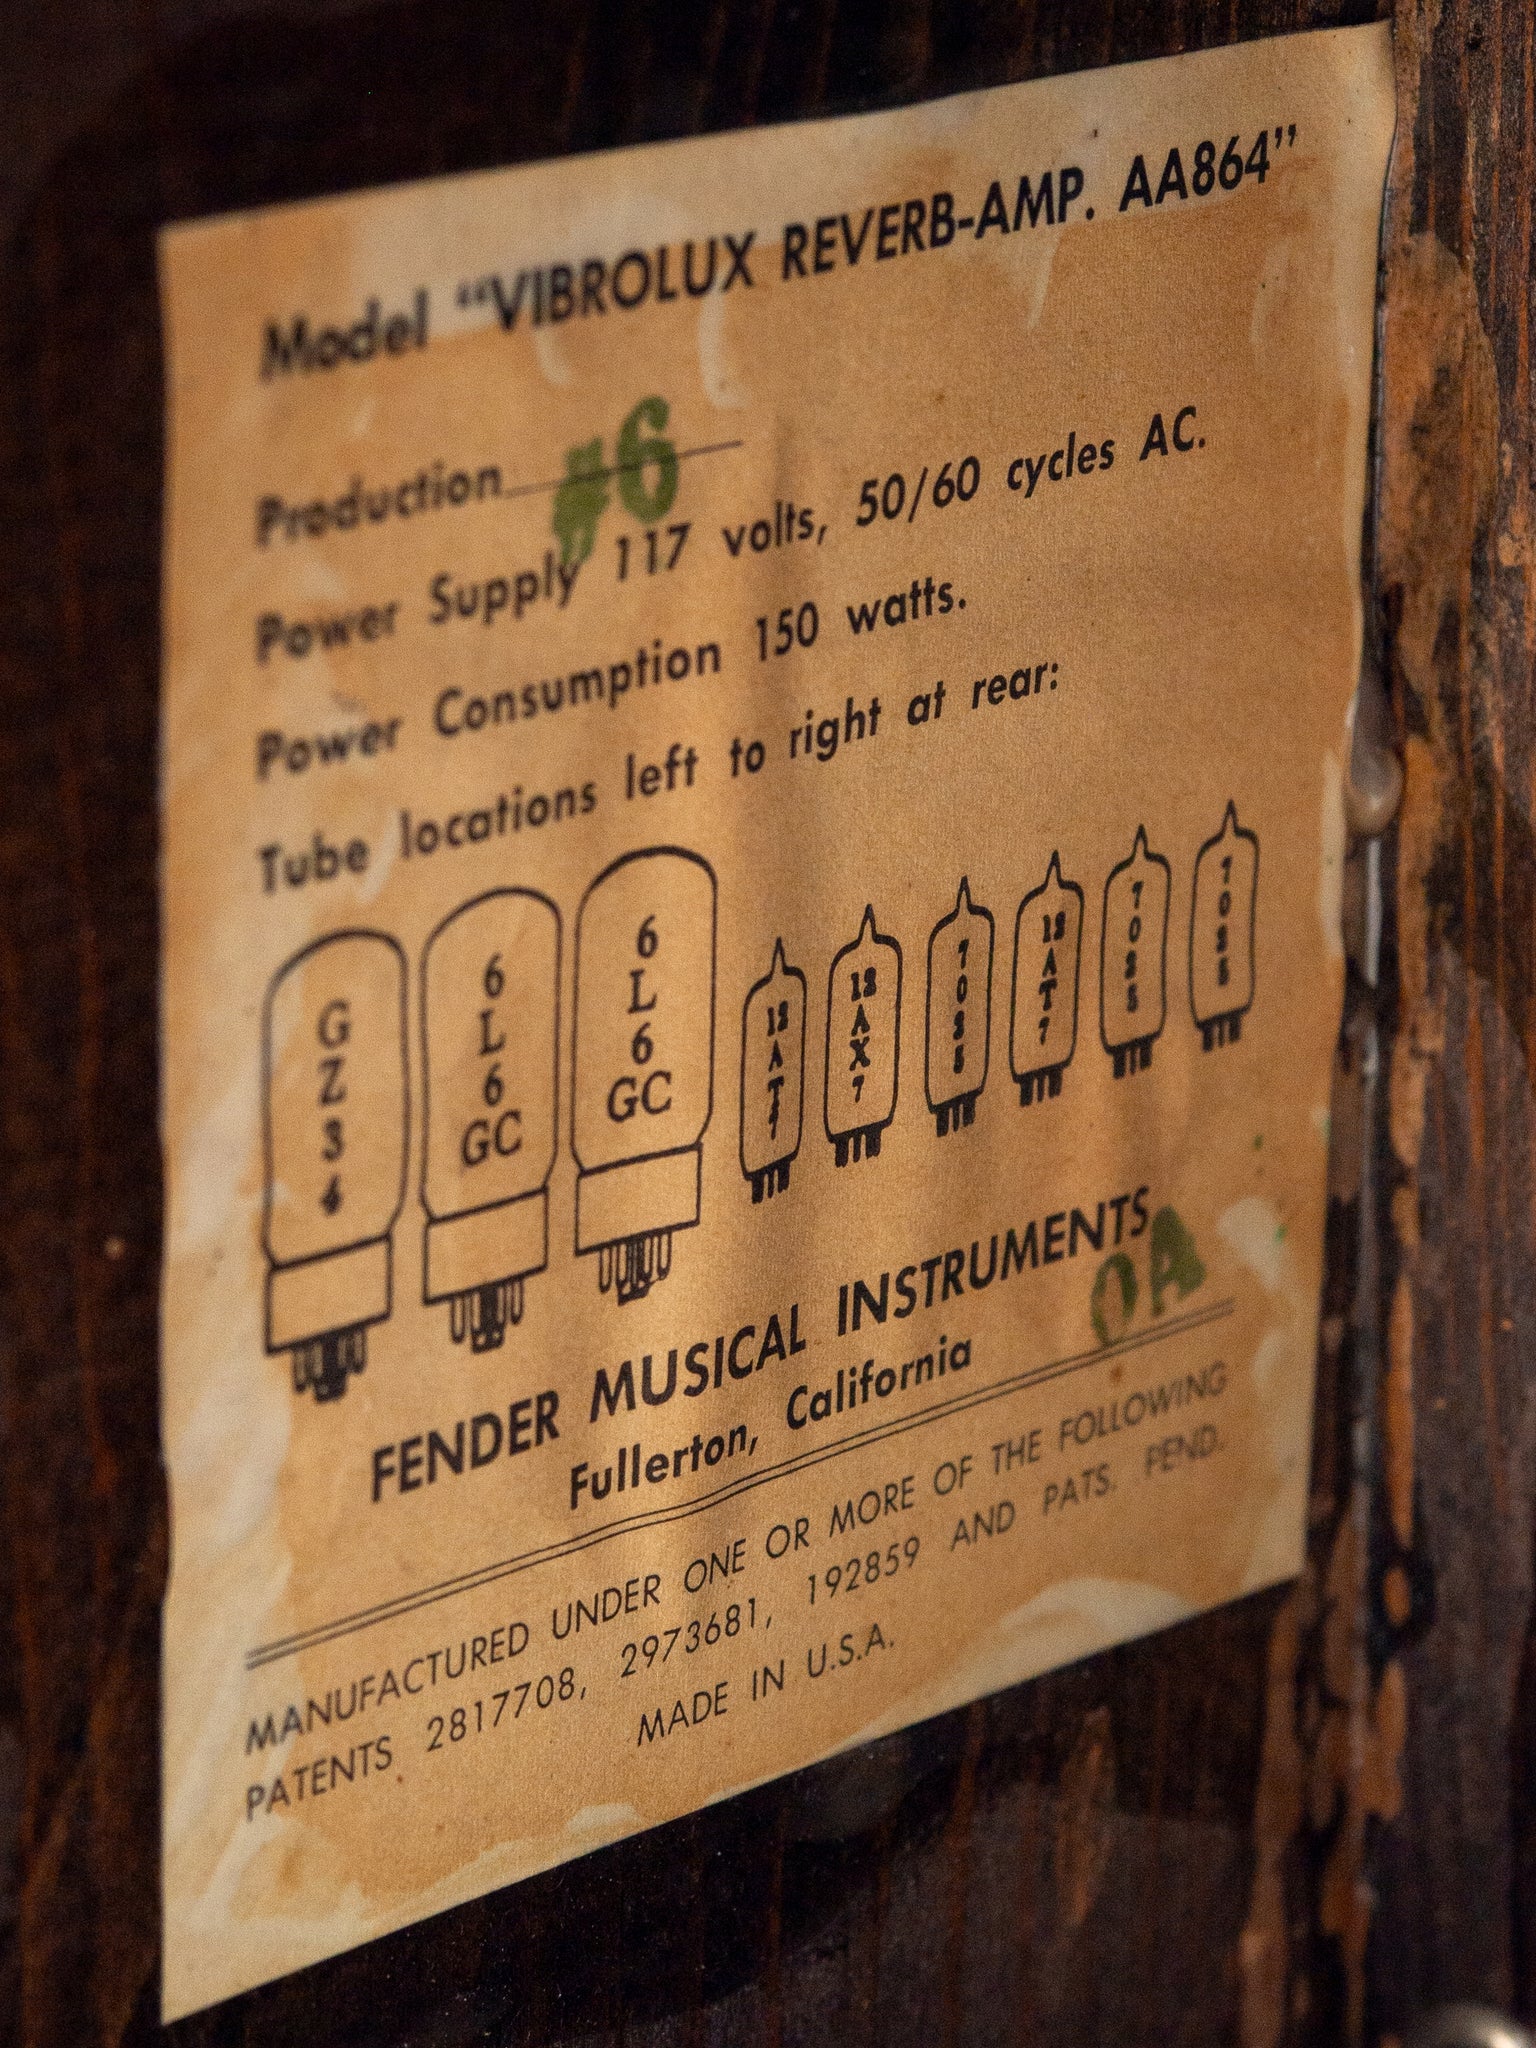 Model “VIBROLUX REVERB-AMP. AA864”
Production #6
Power Supply 117 volts, 50/60 cycles AC.
Power Consumption 150 watts.
Tube locations left to right at rear:
GZ34 6L6GC 6L6GC 12AT7 12AX7 7025 12AT7 7025 7025
FENDER MUSICAL INSTRUMENTS
OA
Fullerton, California
MANUFACTURED UNDER ONE OR MORE OF THE FOLLOWING
PATENTS 2817708, 2973681, 192859 AND PATS. PEND.
MADE IN U.S.A.